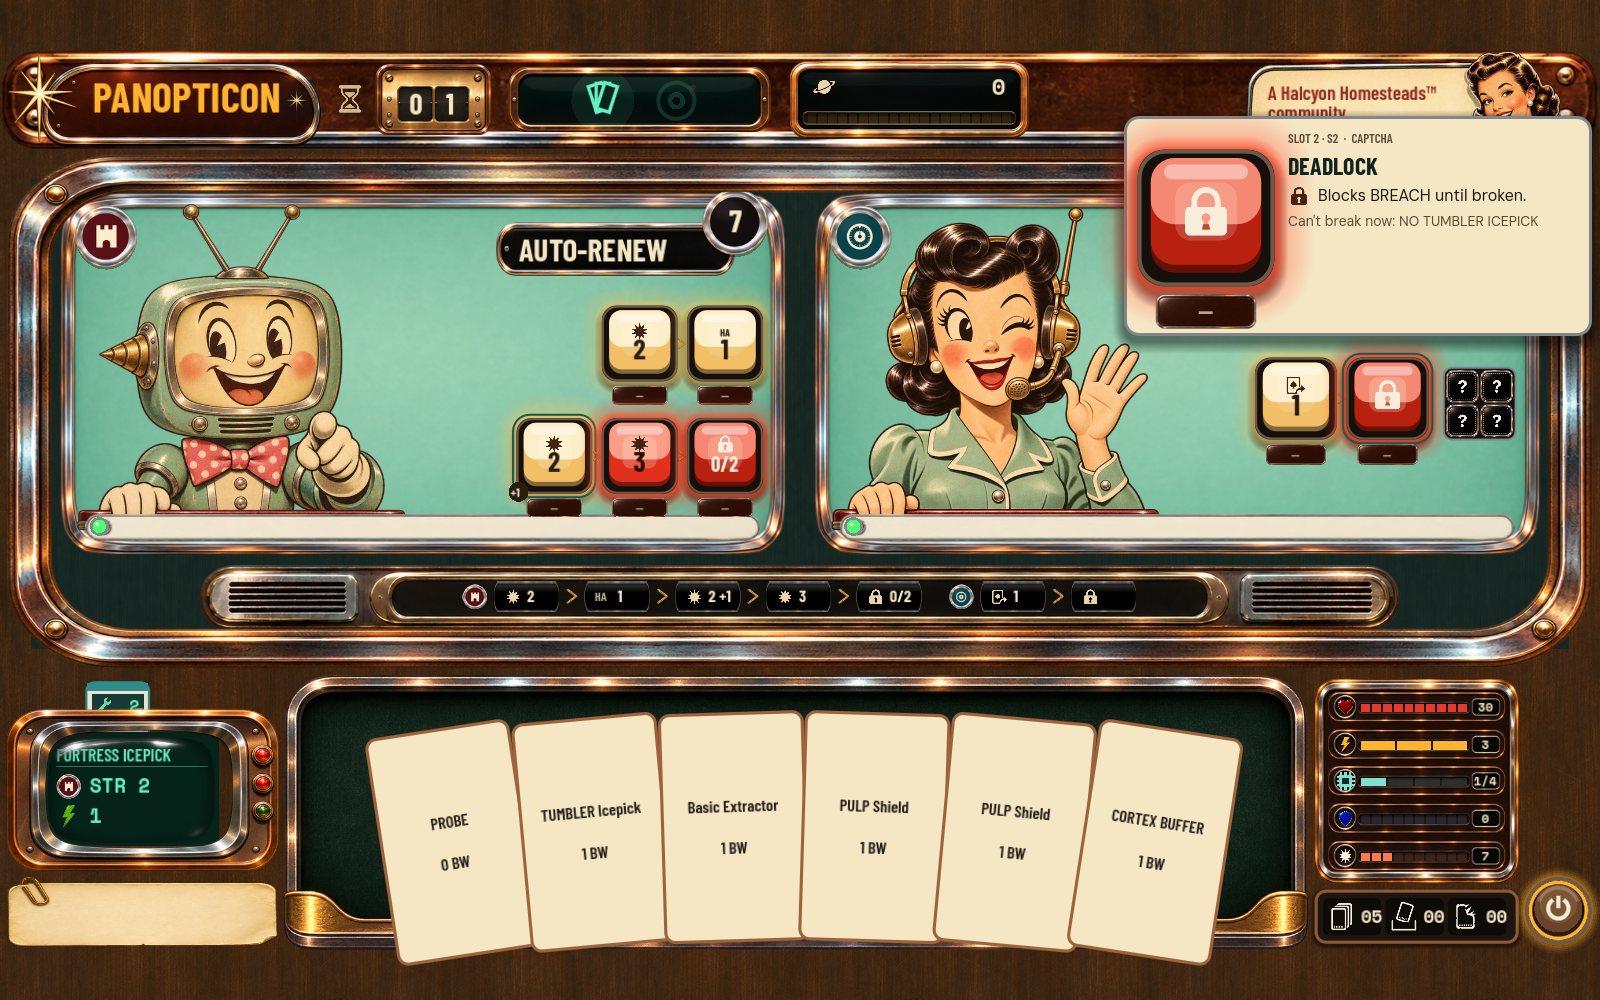 PANOPTICON
0 1
0
A Halcyon Homesteads™
community
SLOT 2 · S2 · CAPTCHA
DEADLOCK
Blocks BREACH until broken.
Can't break now: NO TUMBLER ICEPICK
–
AUTO-RENEW
7
2
HA
1
–
–
2
+1
3
0/2
–
–
–
1
? ?
? ?
–
–
2 > HA 1 > 2 +1 > 3 > 0/2
1 >
2
FORTRESS ICEPICK
STR 2
1
PROBE
0 BW
TUMBLER Icepick
1 BW
Basic Extractor
1 BW
PULP Shield
1 BW
PULP Shield
1 BW
CORTEX BUFFER
1 BW
30
3
1/4
0
7
05 00 00